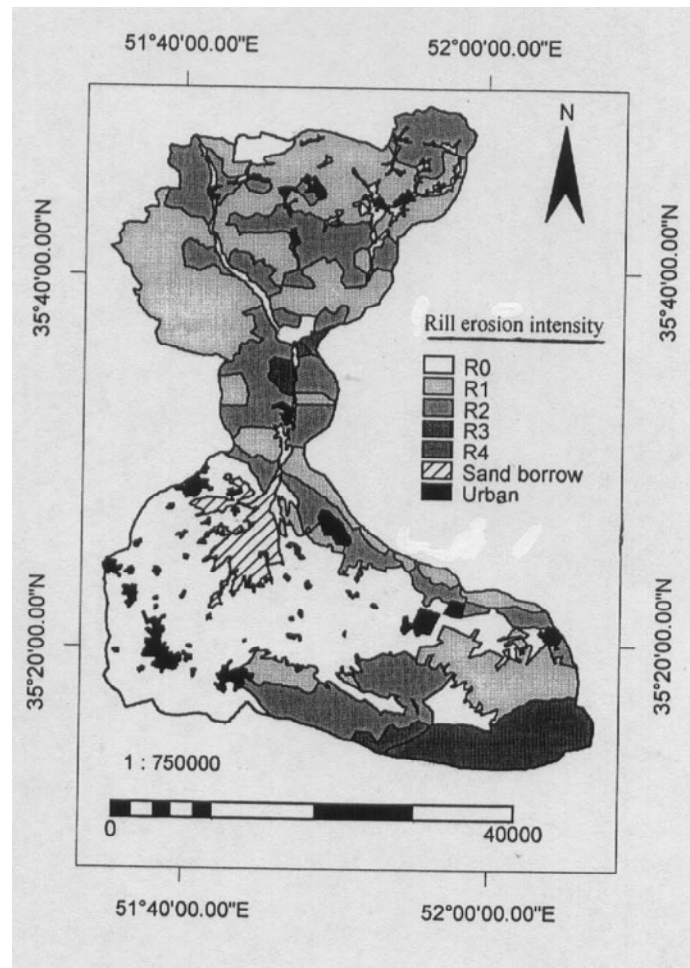 51°40'00.00"E 52°00'00.00"E
N
35°40'00.00"N 35°40'00.00"N
Rill erosion intensity
R0
R1
R2
R3
R4
Sand borrow
Urban
35°20'00.00"N 35°20'00.00"N
1 : 750000
0 40000
51°40'00.00"E 52°00'00.00"E